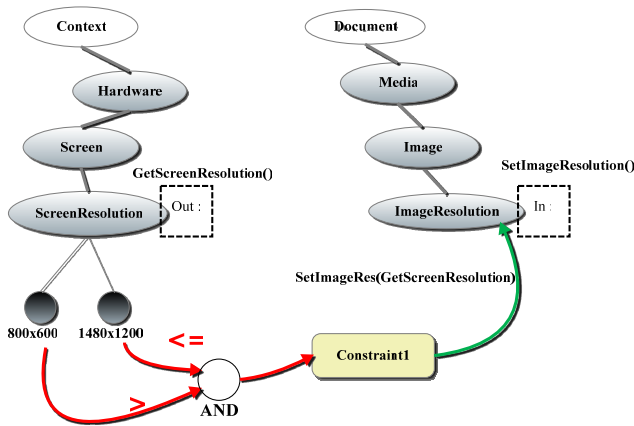 Context
Document
Hardware
Media
Screen
Image
GetScreenResolution()
SetImageResolution()
ScreenResolution
Out :
ImageResolution
In :
SetImageRes(GetScreenResolution)
800x600
1480x1200
<=
Constraint1
>
AND